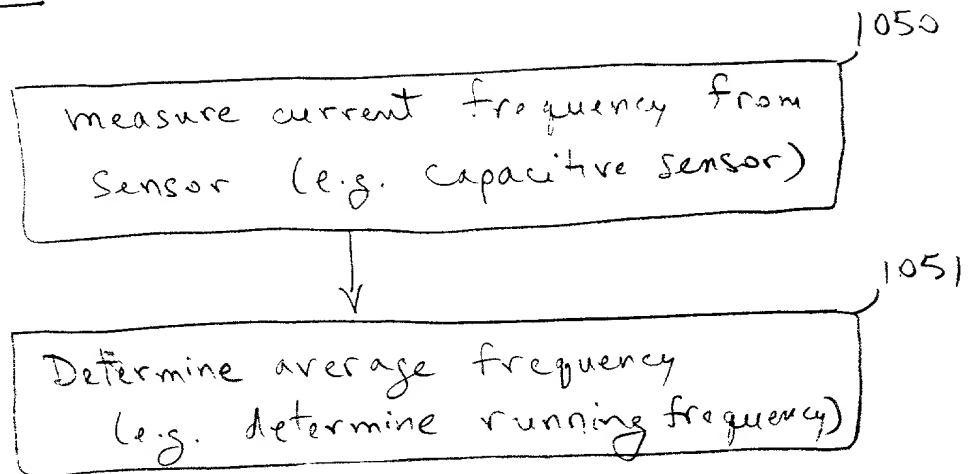 1050
measure current frequency from
sensor (e.g. capacitive sensor)
1051
Determine average frequency
(e.g. determine running frequency)